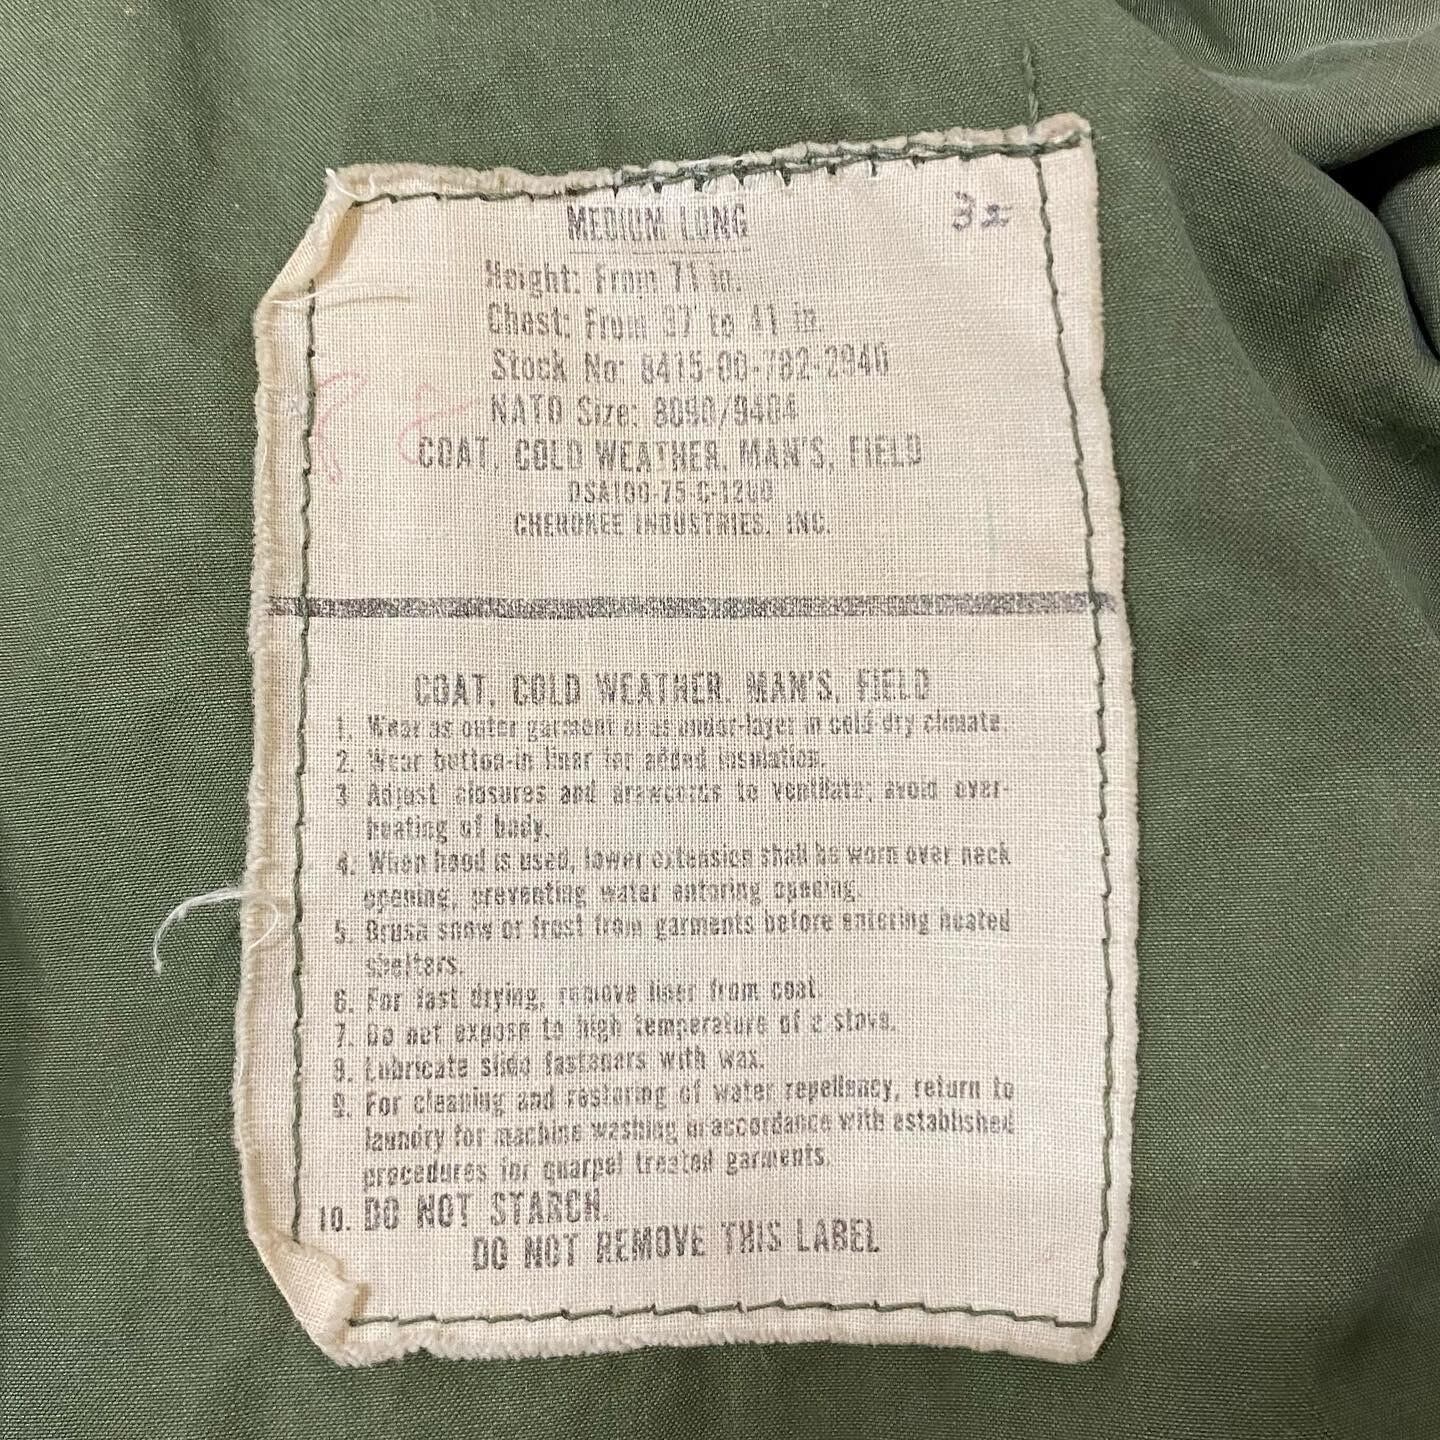 MEDIUM LONG
32
Height: From 71 in.
Chest: From 37 to 41 in.
Stock No: 8415-00-782-2940
NATO Size: 8090/9404
COAT, COLD WEATHER, MAN'S, FIELD
DSA100-75-C-1260
CHEROKEE INDUSTRIES, INC.
COAT, COLD WEATHER, MAN'S, FIELD
1. Wear as outer garment or as under-layer in cold-dry climate.
2. Wear button-in liner for added insulation.
3 Adjust closures and drawcords to ventilate; avoid over-
heating of body.
4. When hood is used, lower extension shall be worn over neck
opening, preventing water entering opening.
5. Brush snow or frost from garments before entering heated
shelters.
6. For fast drying, remove liner from coat.
7. Do not expose to high temperature of a stove.
8. Lubricate slide fasteners with wax.
9. For cleaning and restoring of water repellency, return to
laundry for machine washing in accordance with established
procedures for quarpel treated garments.
10. DO NOT STARCH.
DO NOT REMOVE THIS LABEL